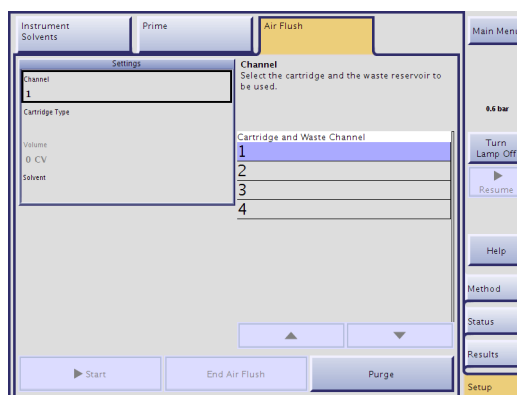 Instrument
Solvents
Prime
Air Flush
Main Menu
Settings
Channel
1
Cartridge Type
Volume
0 CV
Solvent
Channel
Select the cartridge and the waste reservoir to
be used.
Cartridge and Waste Channel
1
2
3
4
0.6 bar
Turn
Lamp Off
Resume
Help
Method
Status
Results
Setup
Start
End Air Flush
Purge